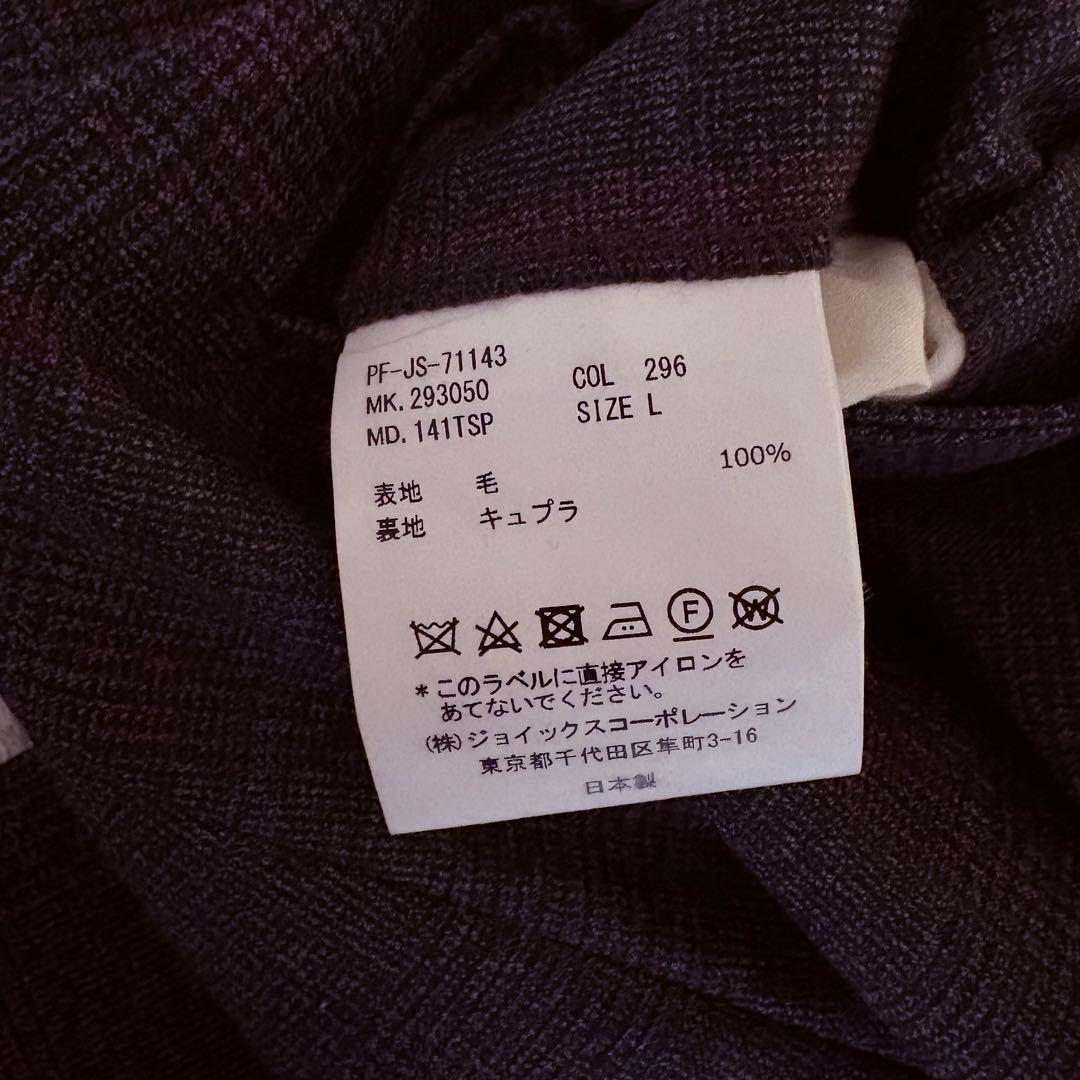 PF-JS-71143
MK. 293050 COL 296
MD. 141TSP SIZE L
表地 毛 100%
裏地 キュプラ
F W
*このラベルに直接アイロンを
あてないでください。
(株)ジョイックスコーポレーション
東京都千代田区隼町3-16
日本製